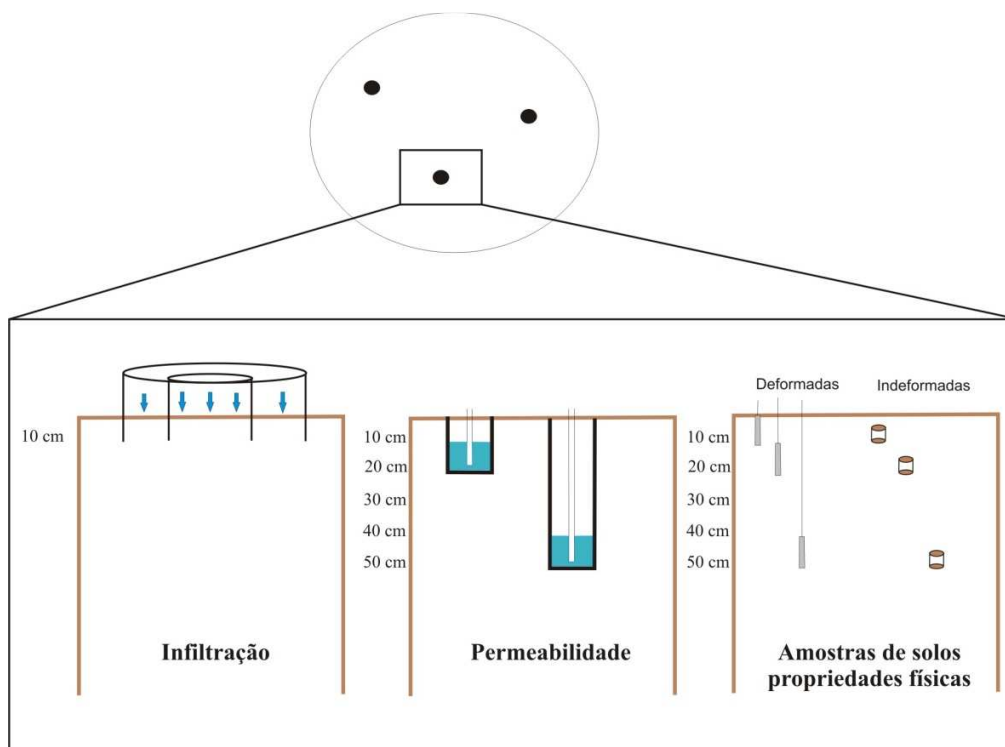 10 cm
Infiltração
10 cm
20 cm
30 cm
40 cm
50 cm
Permeabilidade
Deformadas
Indeformadas
10 cm
20 cm
30 cm
40 cm
50 cm
Amostras de solos
propriedades físicas